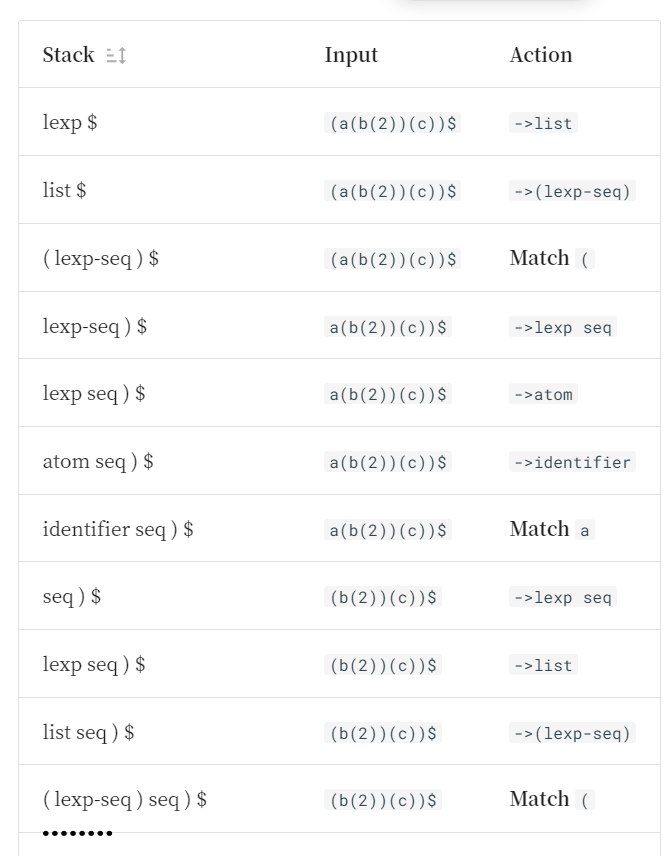 Stack Input Action
lexp $ (a(b(2))(c))$ ->list
list $ (a(b(2))(c))$ ->(lexp-seq)
( lexp-seq ) $ (a(b(2))(c))$ Match (
lexp-seq ) $ a(b(2))(c))$ ->lexp seq
lexp seq ) $ a(b(2))(c))$ ->atom
atom seq ) $ a(b(2))(c))$ ->identifier
identifier seq ) $ a(b(2))(c))$ Match a
seq ) $ (b(2))(c))$ ->lexp seq
lexp seq ) $ (b(2))(c))$ ->list
list seq ) $ (b(2))(c))$ ->(lexp-seq)
( lexp-seq ) seq ) $ (b(2))(c))$ Match (